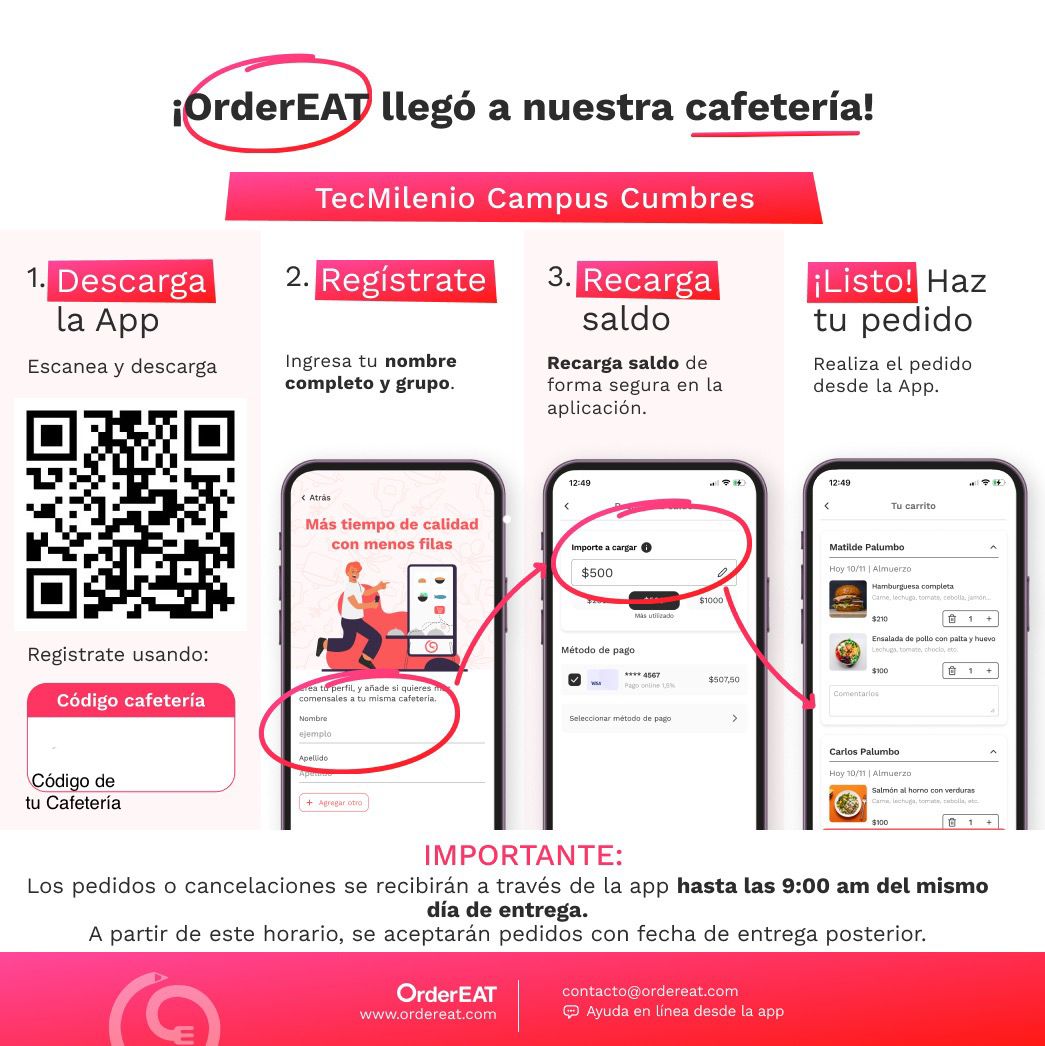 ¡OrderEAT llegó a nuestra cafetería!
TecMilenio Campus Cumbres
1. Descarga
la App
Escanea y descarga
Registrate usando:
Código cafetería
Código de
tu Cafetería
2. Regístrate
Ingresa tu nombre
completo y grupo.
Atrás
Más tiempo de calidad
con menos filas
Crea tu perfil, y añade si quieres más
comensales a tu misma cafetería.
Nombre
ejemplo
Apellido
Apellido
+ Agregar otro
3. Recarga
saldo
Recarga saldo de
forma segura en la
aplicación.
12:49
Importe a cargar
$500
$1000
Más utilizado
Método de pago
VISA
**** 4567
Pago online 1,5%
$507,50
Seleccionar método de pago
¡Listo! Haz
tu pedido
Realiza el pedido
desde la App.
12:49
Tu carrito
Matilde Palumbo
Hoy 10/11 | Almuerzo
Hamburguesa completa
Carne, lechuga, tomate, cebolla, jamón...
$210
1 +
Ensalada de pollo con palta y huevo
Lechuga, tomate, choclo, etc.
$100
1 +
Comentarios
Carlos Palumbo
Hoy 10/11 | Almuerzo
Salmón al horno con verduras
Carne, lechuga, tomate, cebolla, etc.
$100
1 +
IMPORTANTE:
Los pedidos o cancelaciones se recibirán a través de la app hasta las 9:00 am del mismo
día de entrega.
A partir de este horario, se aceptarán pedidos con fecha de entrega posterior.
OrderEAT
www.ordereat.com
contacto@ordereat.com
Ayuda en línea desde la app